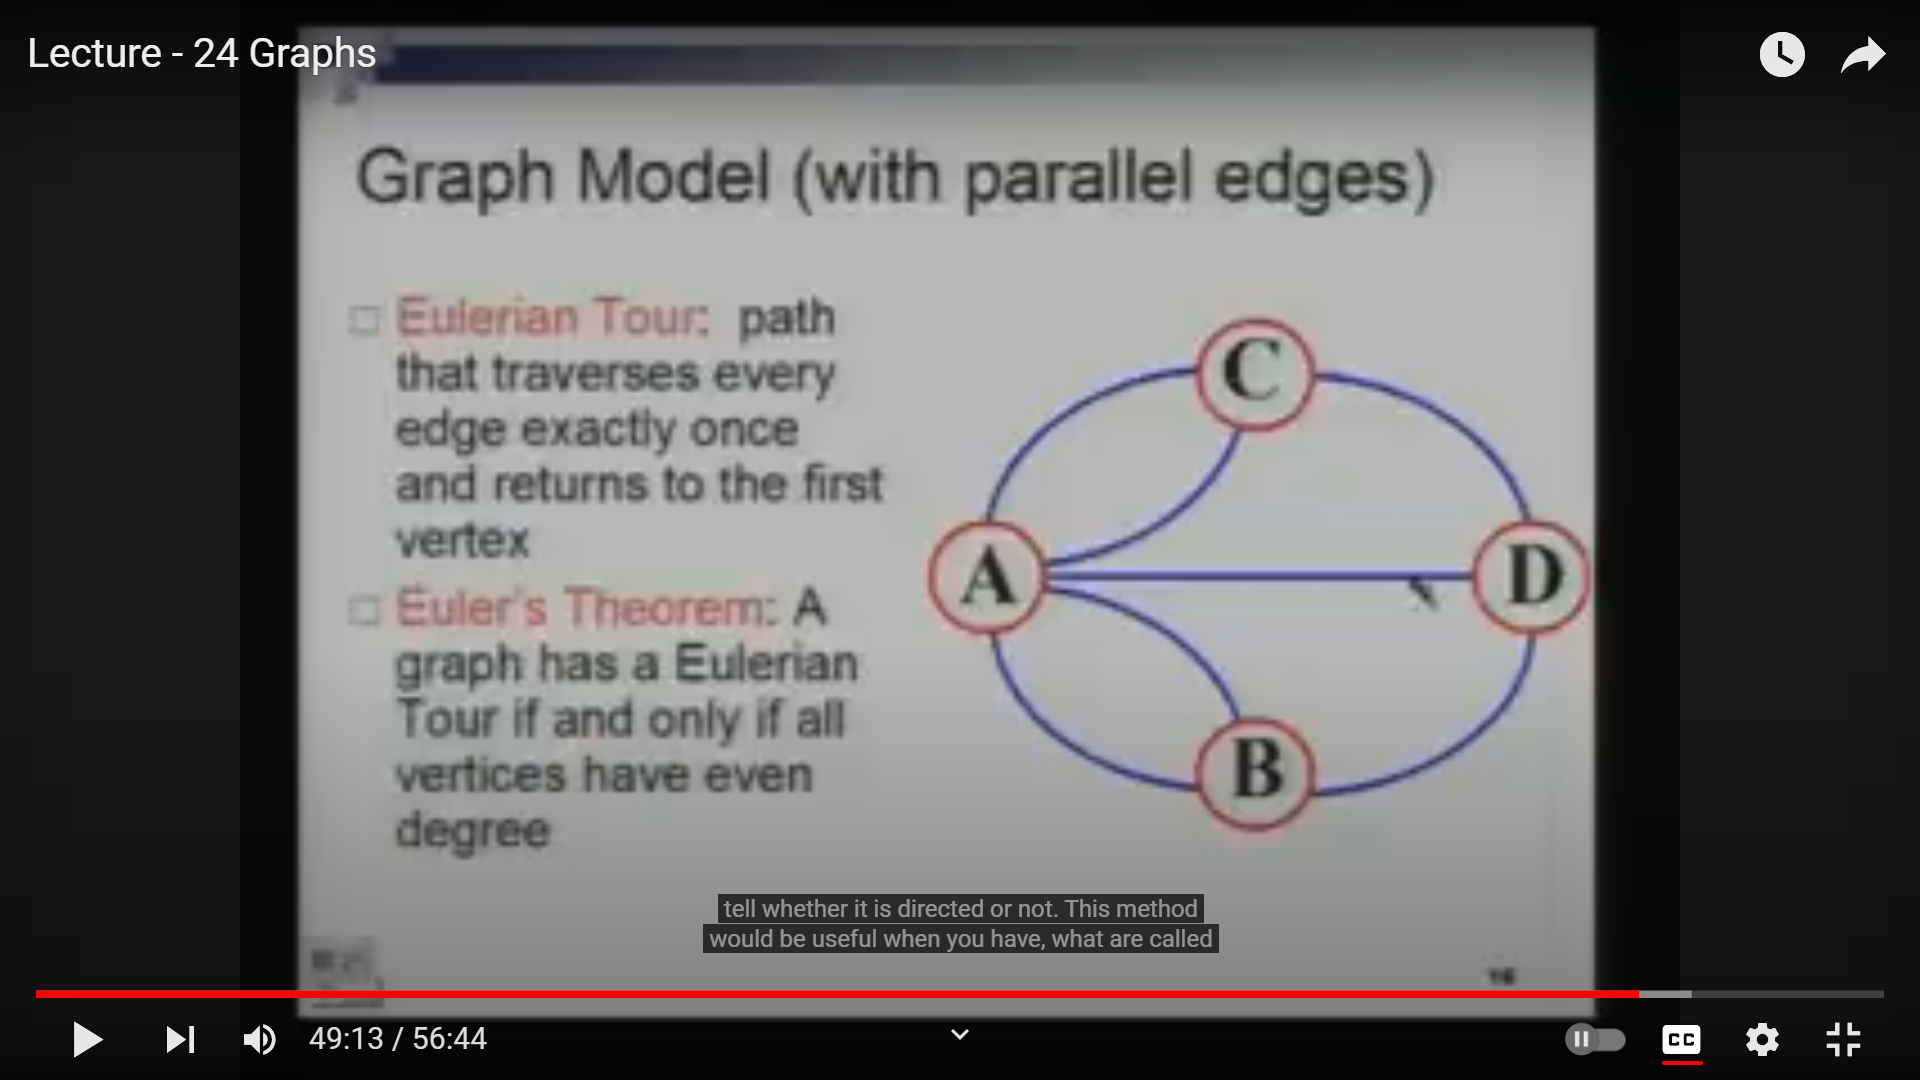 Lecture - 24 Graphs
Graph Model (with parallel edges)
Eulerian Tour: path
that traverses every
edge exactly once
and returns to the first
vertex
Euler's Theorem: A
graph has a Eulerian
Tour if and only if all
vertices have even
degree
C
A
D
B
tell whether it is directed or not. This method
would be useful when you have, what are called
16
49:13 / 56:44
CC